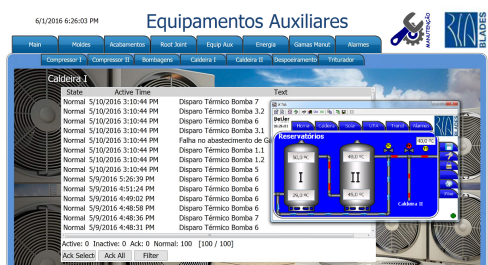 6/1/2016 6:26:03 PM
Equipamentos Auxiliares
MANUTENÇÃO
RIA BLADES
Main Moldes Acabamentos Root Joint Equip Aux Energia Gamas Manut Alarmes
Compressor I Compressor II Bombagens Caldeira I Caldeira II Despoeiramento Triturador
Caldeira I
State Active Time Text
Normal 5/10/2016 3:10:44 PM Disparo Térmico Bomba 7
Normal 5/10/2016 3:10:44 PM Disparo Térmico Bomba 3.2
Normal 5/10/2016 3:10:44 PM Disparo Térmico Bomba 6
Normal 5/10/2016 3:10:44 PM Disparo Térmico Bomba 3.1
Normal 5/10/2016 3:10:44 PM Falha no abastecimento de Ga
Normal 5/10/2016 3:10:44 PM Disparo Térmico Bomba 1.1
Normal 5/10/2016 3:10:44 PM Disparo Térmico Bomba 1.2
Normal 5/10/2016 3:10:44 PM Disparo Térmico Bomba 5
Normal 5/9/2016 5:26:39 PM Disparo Térmico Bomba 6
Normal 5/9/2016 4:51:24 PM Disparo Térmico Bomba 6
Normal 5/9/2016 4:49:02 PM Disparo Térmico Bomba 6
Normal 5/9/2016 4:48:58 PM Disparo Térmico Bomba 6
Normal 5/9/2016 4:48:36 PM Disparo Térmico Bomba 7
Normal 5/9/2016 4:48:31 PM Disparo Térmico Bomba 6
Active: 0 Inactive: 0 Ack: 0 Normal: 100 [100 / 100]
Ack Select Ack All Filter
Home Caldeira Solar UTA Trend Alarmes
Reservatórios
I
II
Caldeira II